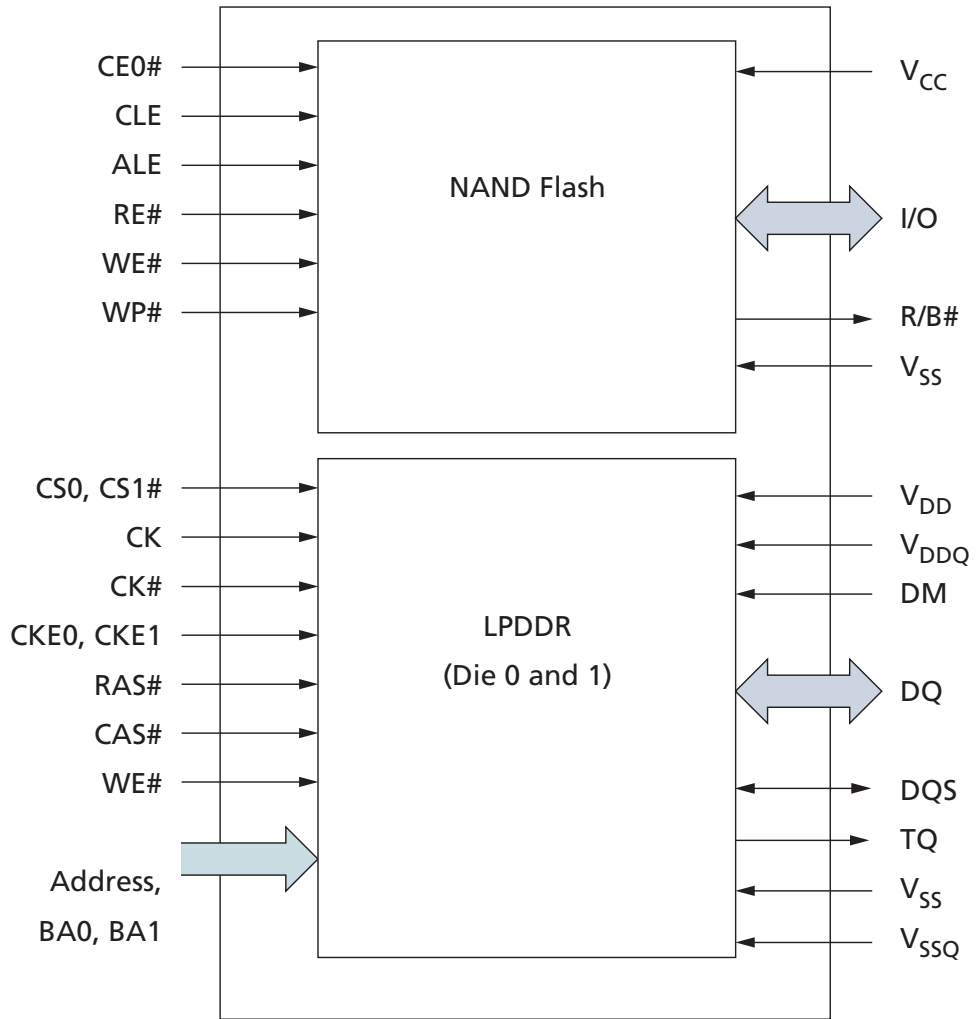 CE0#
CLE
ALE
RE#
WE#
WP#
NAND Flash
VCC
I/O
R/B#
VSS
CS0, CS1#
CK
CK#
CKE0, CKE1
RAS#
CAS#
WE#
Address,
BA0, BA1
LPDDR
(Die 0 and 1)
VDD
VDDQ
DM
DQ
DQS
TQ
VSS
VSSQ